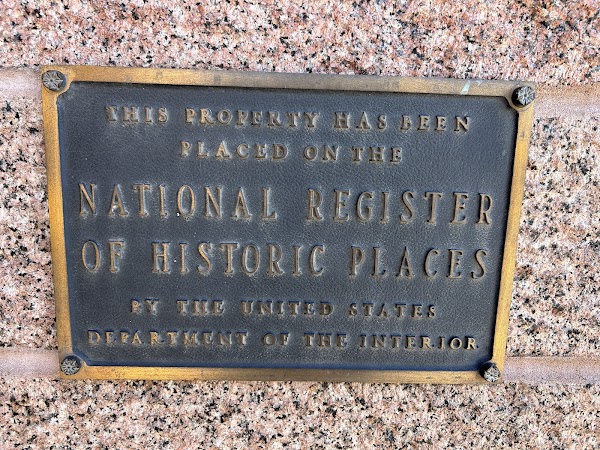 THIS PROPERTY HAS BEEN
PLACED ON THE
NATIONAL REGISTER
OF HISTORIC PLACES
BY THE UNITED STATES
DEPARTMENT OF THE INTERIOR